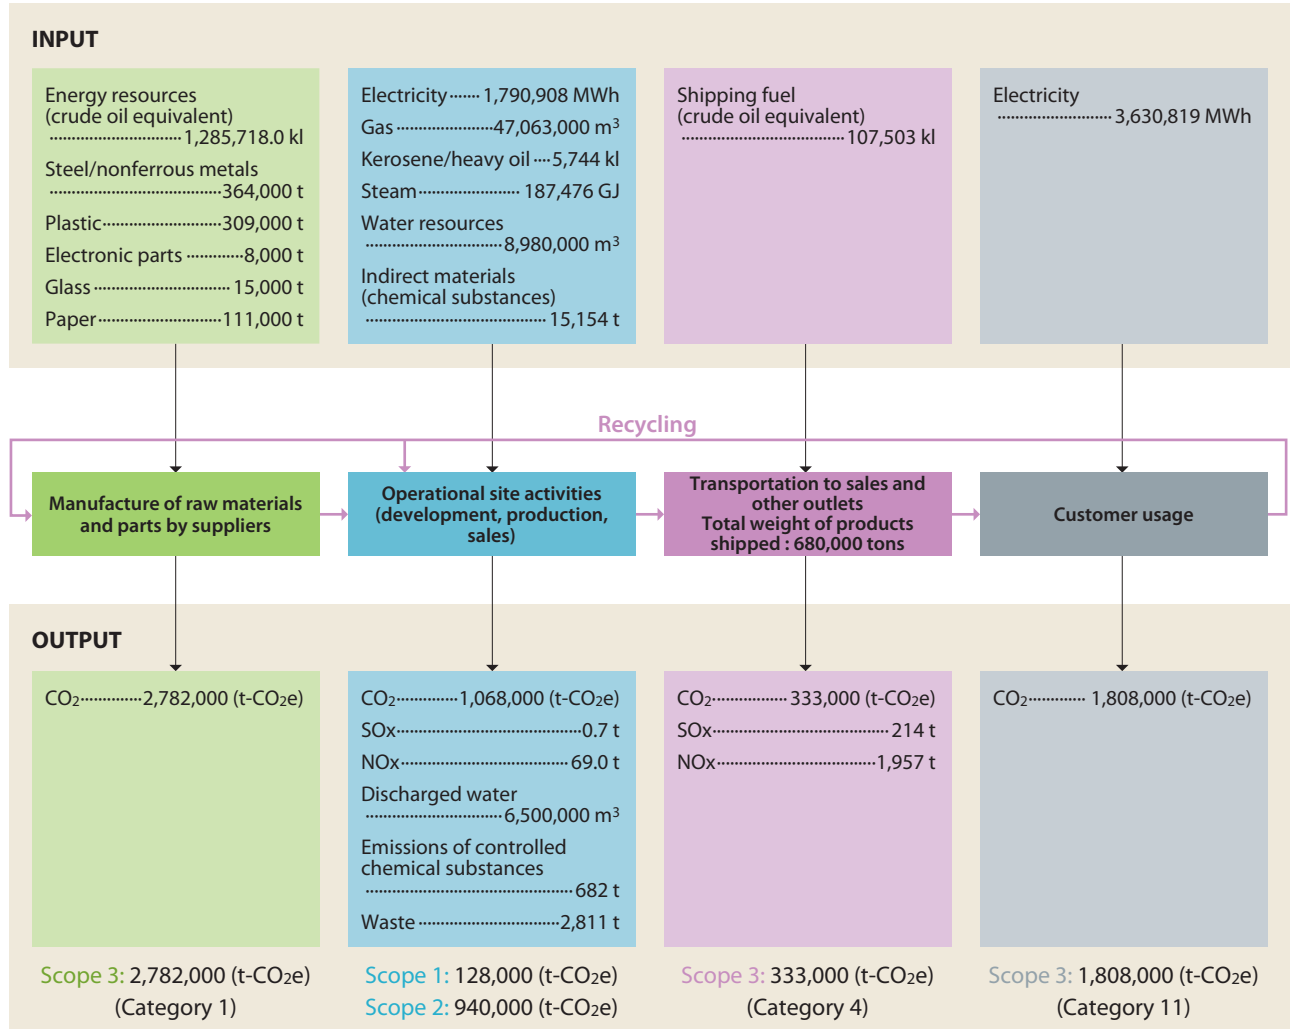 INPUT
Energy resources
(crude oil equivalent)
1,285,718.0 kl
Steel/nonferrous metals
364,000 t
Plastic 309,000 t
Electronic parts 8,000 t
Glass 15,000 t
Paper 111,000 t
Electricity 1,790,908 MWh
Gas 47,063,000 m³
Kerosene/heavy oil 5,744 kl
Steam 187,476 GJ
Water resources
8,980,000 m³
Indirect materials
(chemical substances)
15,154 t
Shipping fuel
(crude oil equivalent)
107,503 kl
Electricity
3,630,819 MWh
Recycling
Manufacture of raw materials
and parts by suppliers
Operational site activities
(development, production,
sales)
Transportation to sales and
other outlets
Total weight of products
shipped : 680,000 tons
Customer usage
OUTPUT
CO₂ 2,782,000 (t-CO₂e)
CO₂ 1,068,000 (t-CO₂e)
SOx 0.7 t
NOx 69.0 t
Discharged water
6,500,000 m³
Emissions of controlled
chemical substances
682 t
Waste 2,811 t
CO₂ 333,000 (t-CO₂e)
SOx 214 t
NOx 1,957 t
CO₂ 1,808,000 (t-CO₂e)
Scope 3: 2,782,000 (t-CO₂e)
(Category 1)
Scope 1: 128,000 (t-CO₂e)
Scope 2: 940,000 (t-CO₂e)
Scope 3: 333,000 (t-CO₂e)
(Category 4)
Scope 3: 1,808,000 (t-CO₂e)
(Category 11)